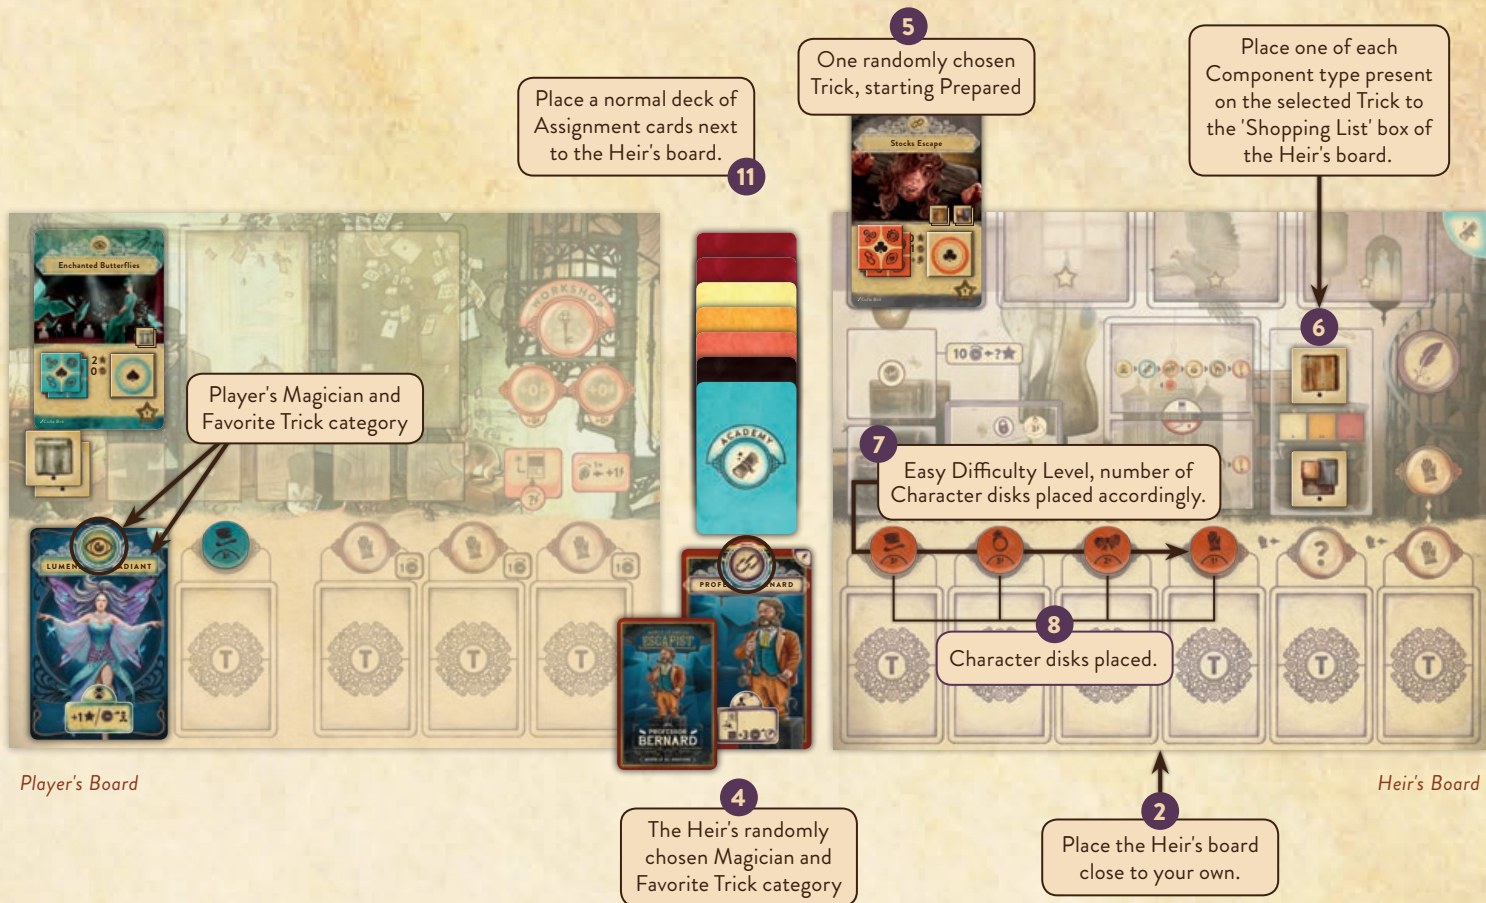 5
One randomly chosen
Trick, starting Prepared
Place one of each
Component type present
on the selected Trick to
the 'Shopping List' box of
the Heir's board.
Place a normal deck of
Assignment cards next
to the Heir's board.
11
Stocks Escape
Enchanted Butterflies
2
0
WORKSHOP
Player's Magician and
Favorite Trick category
ACADEMY
6
10
?
7
Easy Difficulty Level, number of
Character disks placed accordingly.
8
Character disks placed.
T
T
T
T
T
T
T
T
?
+1
ESCAPIST
PROFESSOR
BERNARD
Player's Board
Heir's Board
4
The Heir's randomly
chosen Magician and
Favorite Trick category
2
Place the Heir's board
close to your own.